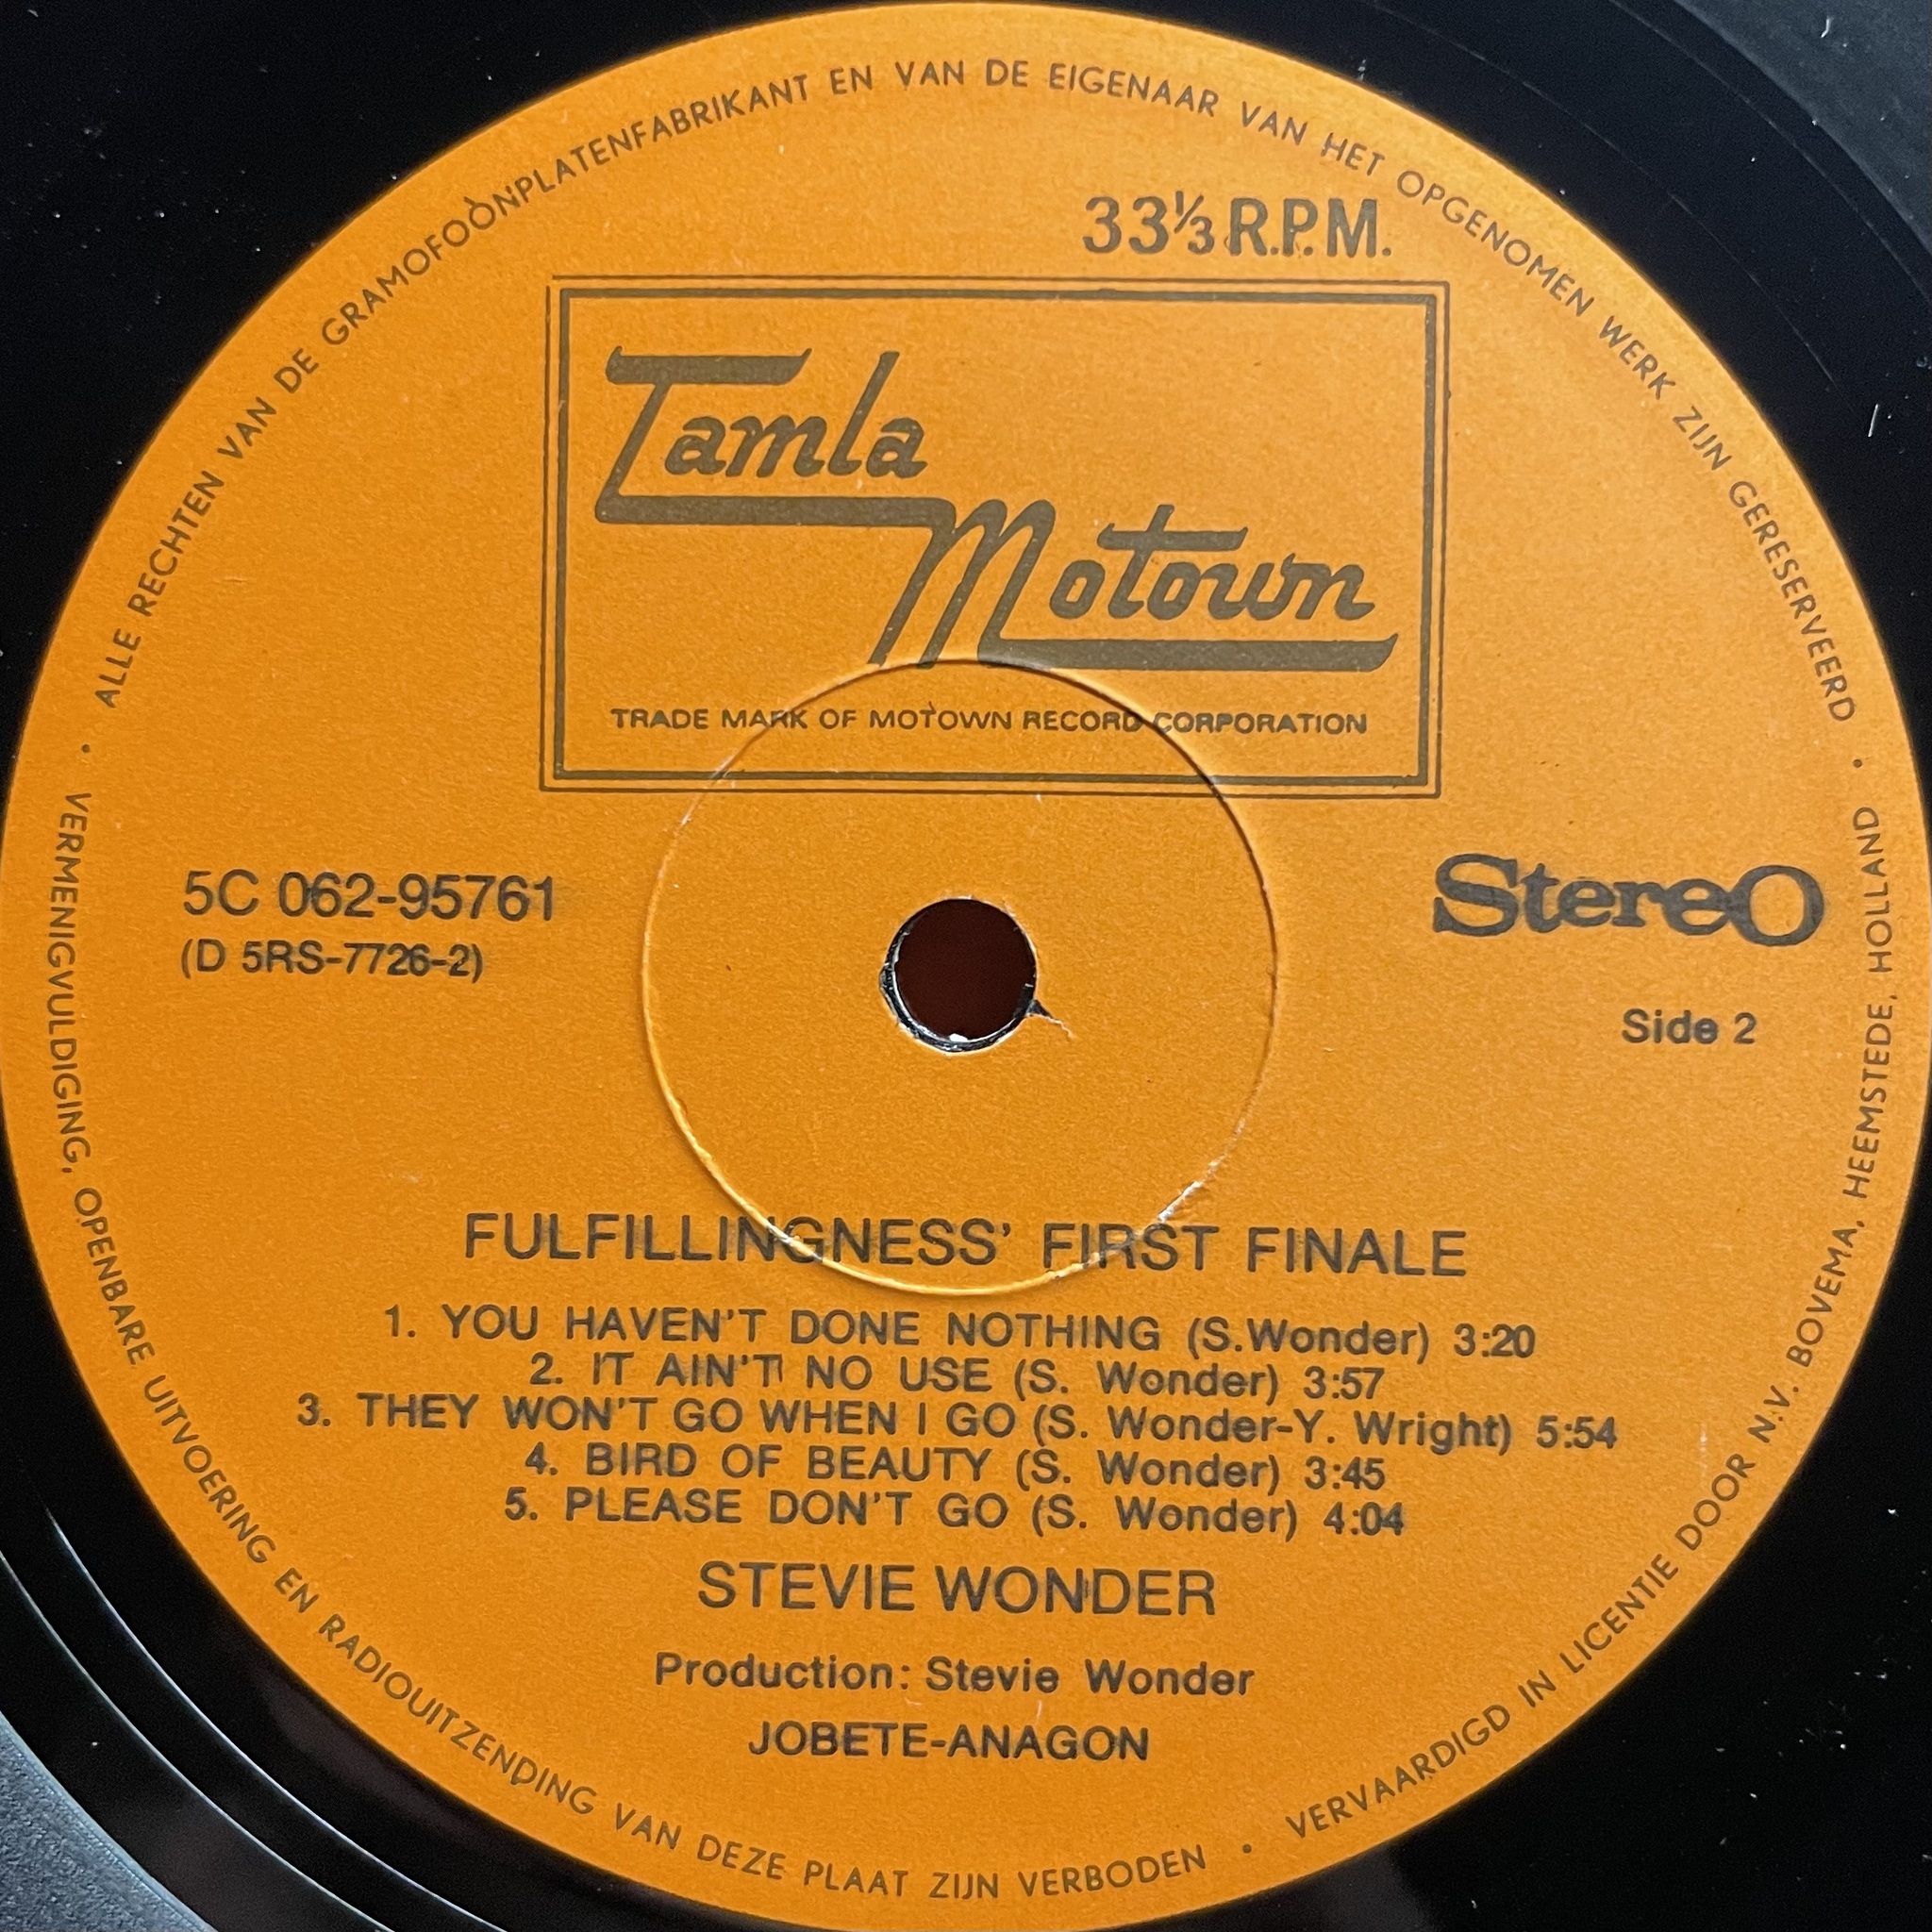 ALLE RECHTEN VAN DE GRAMOFOONPLATENFABRIKANT EN VAN DE EIGENAAR VAN HET OPGENOMEN WERK ZIJN GERESERVEERD •
33⅓ R.P.M.
Tamla
Motown
TRADE MARK OF MOTOWN RECORD CORPORATION
5C 062-95761
(D 5RS-7726-2)
Stereo
Side 2
FULFILLINGNESS' FIRST FINALE
1. YOU HAVEN'T DONE NOTHING (S.Wonder) 3:20
2. IT AIN'T NO USE (S. Wonder) 3:57
3. THEY WON'T GO WHEN I GO (S. Wonder-Y. Wright) 5:54
4. BIRD OF BEAUTY (S. Wonder) 3:45
5. PLEASE DON'T GO (S. Wonder) 4:04
STEVIE WONDER
Production: Stevie Wonder
JOBETE-ANAGON
• VERMENIGVULDIGING, OPENBARE UITVOERING EN RADIOUITZENDING VAN DEZE PLAAT ZIJN VERBODEN • VERVAARDIGD IN LICENTIE DOOR N.V. BOVEMA, HEEMSTEDE, HOLLAND